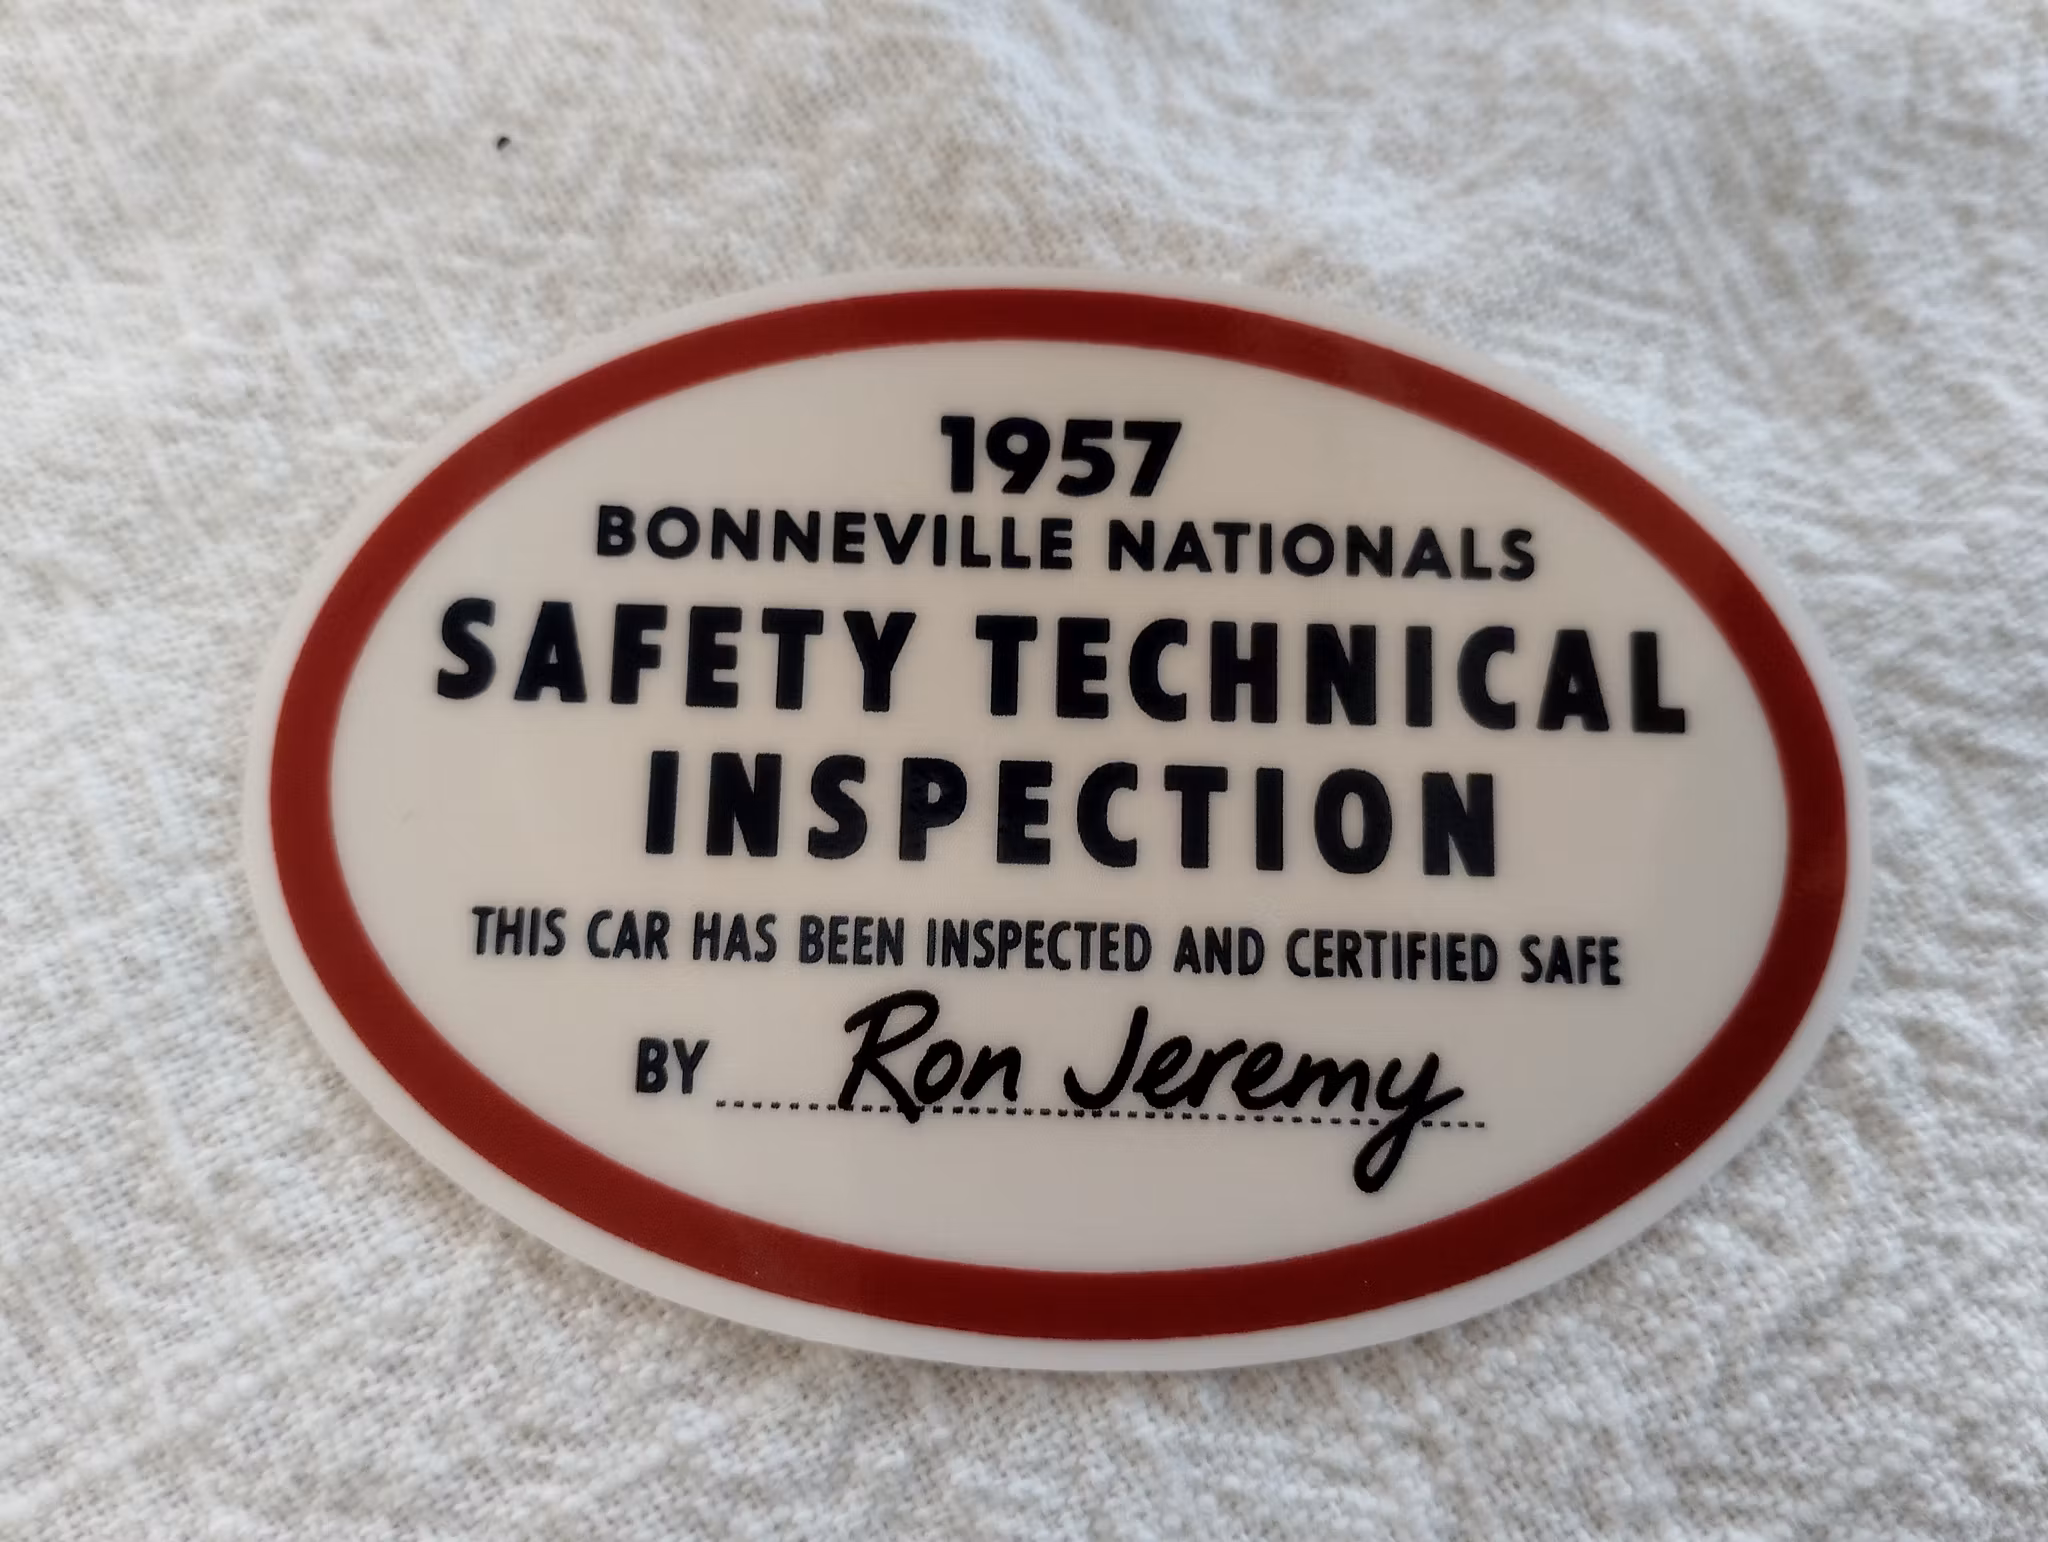 1957
BONNEVILLE NATIONALS
SAFETY TECHNICAL
INSPECTION
THIS CAR HAS BEEN INSPECTED AND CERTIFIED SAFE
BY Ron Jeremy